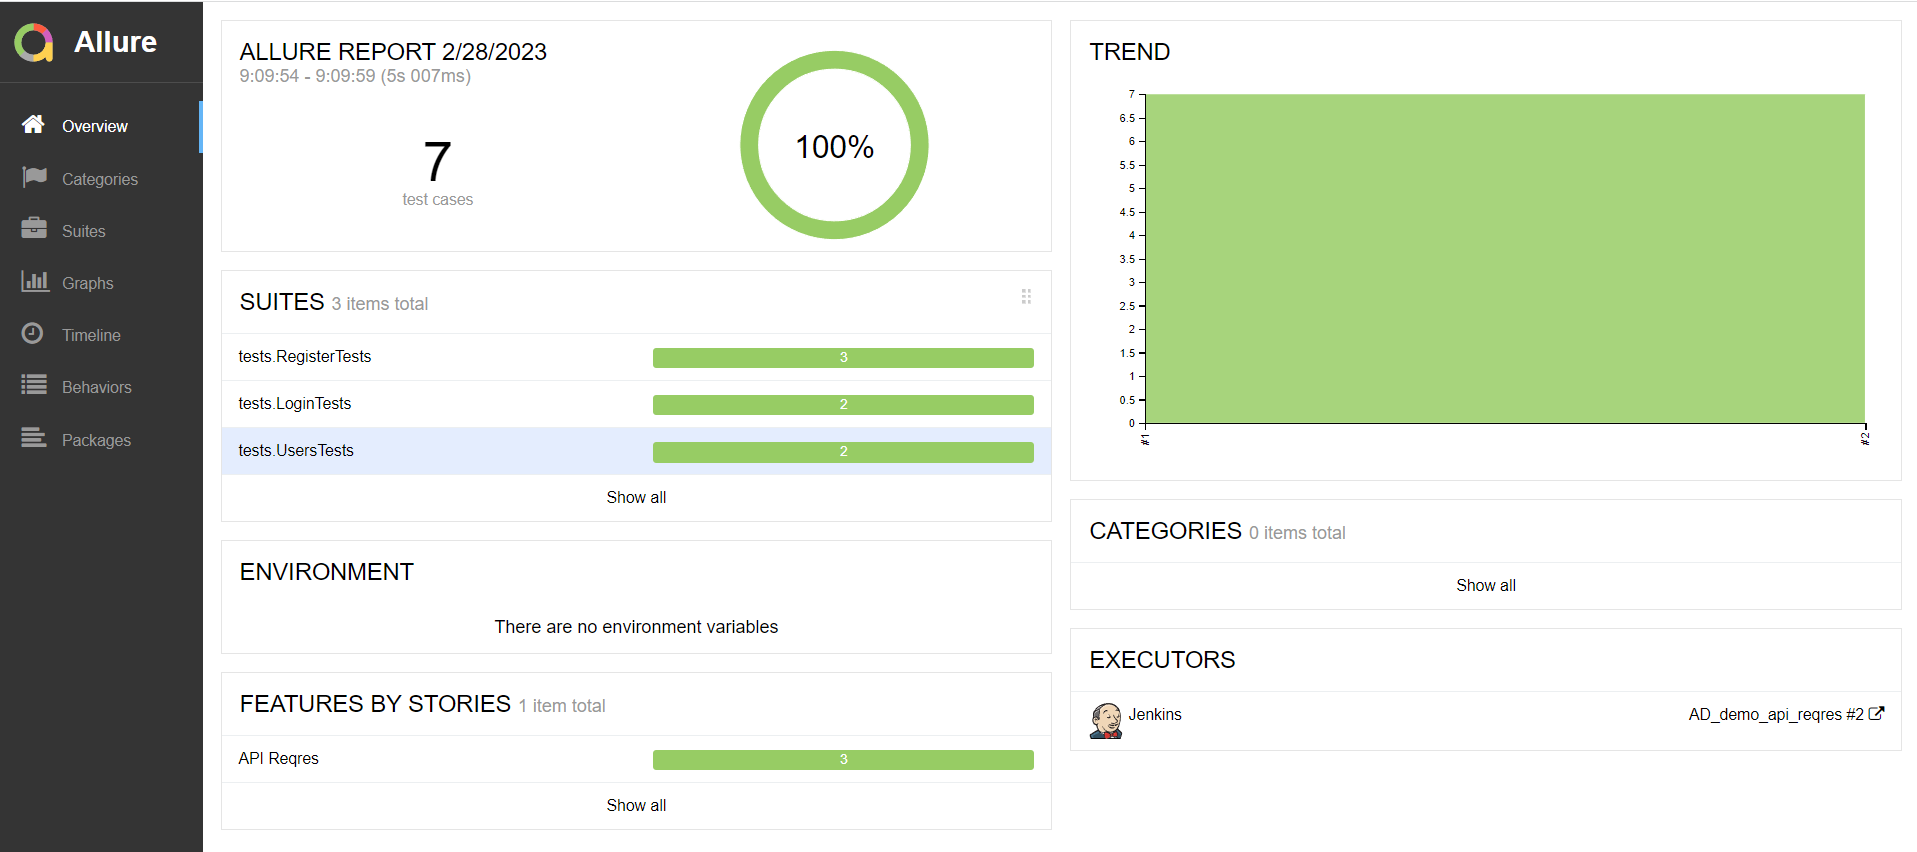 Allure
Overview
Categories
Suites
Graphs
Timeline
Behaviors
Packages
ALLURE REPORT 2/28/2023
9:09:54 - 9:09:59 (5s 007ms)
7
test cases
100%
SUITES 3 items total
tests.RegisterTests 3
tests.LoginTests 2
tests.UsersTests 2
Show all
ENVIRONMENT
There are no environment variables
FEATURES BY STORIES 1 item total
API Reqres 3
Show all
TREND
7
6.5
6
5.5
5
4.5
4
3.5
3
2.5
2
1.5
1
0.5
0
#1
#2
CATEGORIES 0 items total
Show all
EXECUTORS
Jenkins AD_demo_api_reqres #2